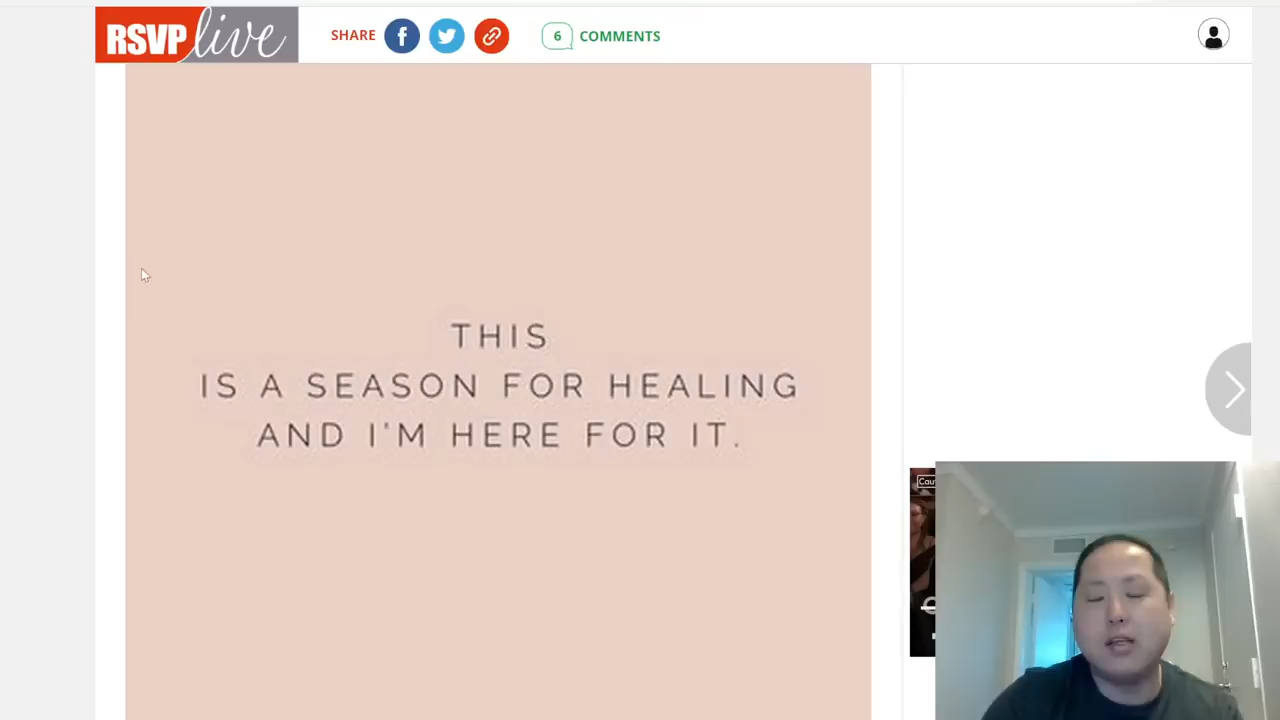 RSVP live
SHARE
6 COMMENTS
THIS
IS A SEASON FOR HEALING
AND I'M HERE FOR IT.